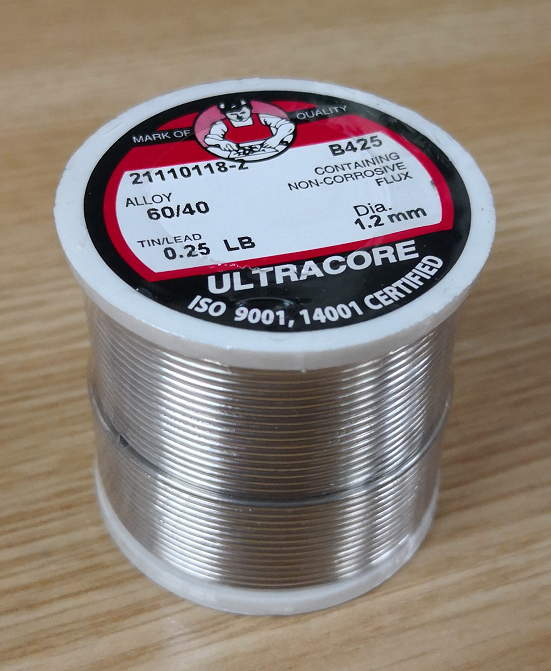 MARK OF QUALITY
21110118-2
B425
CONTAINING
NON-CORROSIVE
FLUX
ALLOY
60/40
Dia.
1.2 mm
TIN/LEAD
0.25 LB
ULTRACORE
ISO 9001, 14001 CERTIFIED